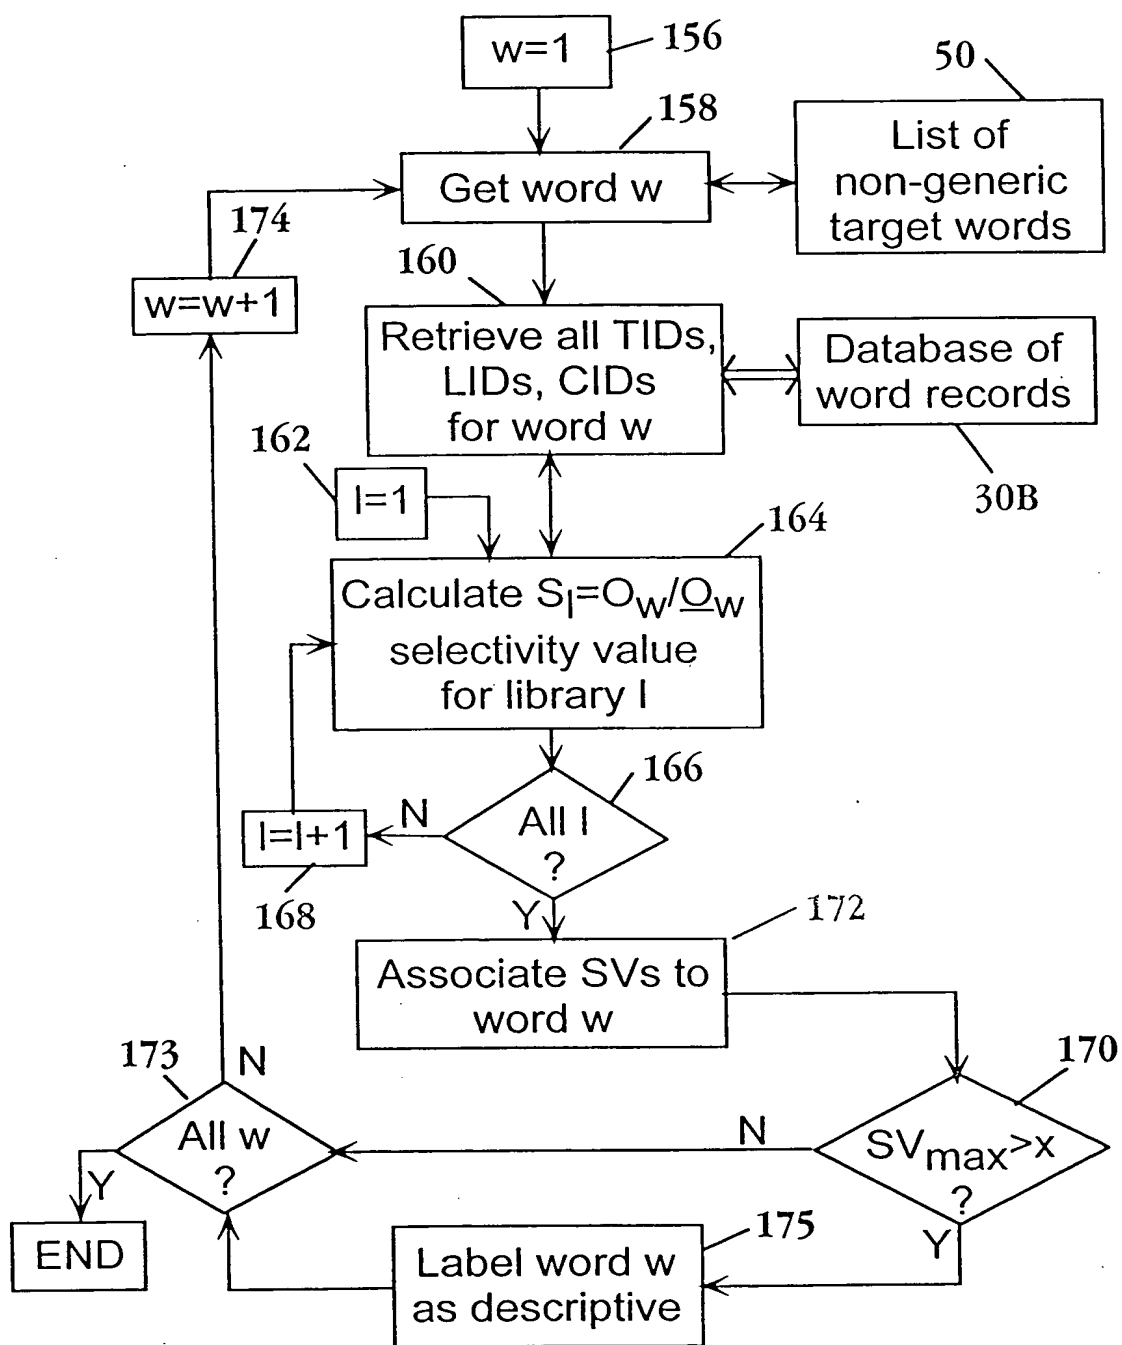 w=1
156
50
158
Get word w
List of
non-generic
target words
174
w=w+1
160
Retrieve all TIDs,
LIDs, CIDs
for word w
Database of
word records
30B
162
l=1
164
Calculate Sl=Ow/Ow
selectivity value
for library l
166
All l
?
N
l=l+1
168
Y
172
Associate SVs to
word w
173
N
All w
?
Y
END
170
SVmax>x
?
N
Y
175
Label word w
as descriptive